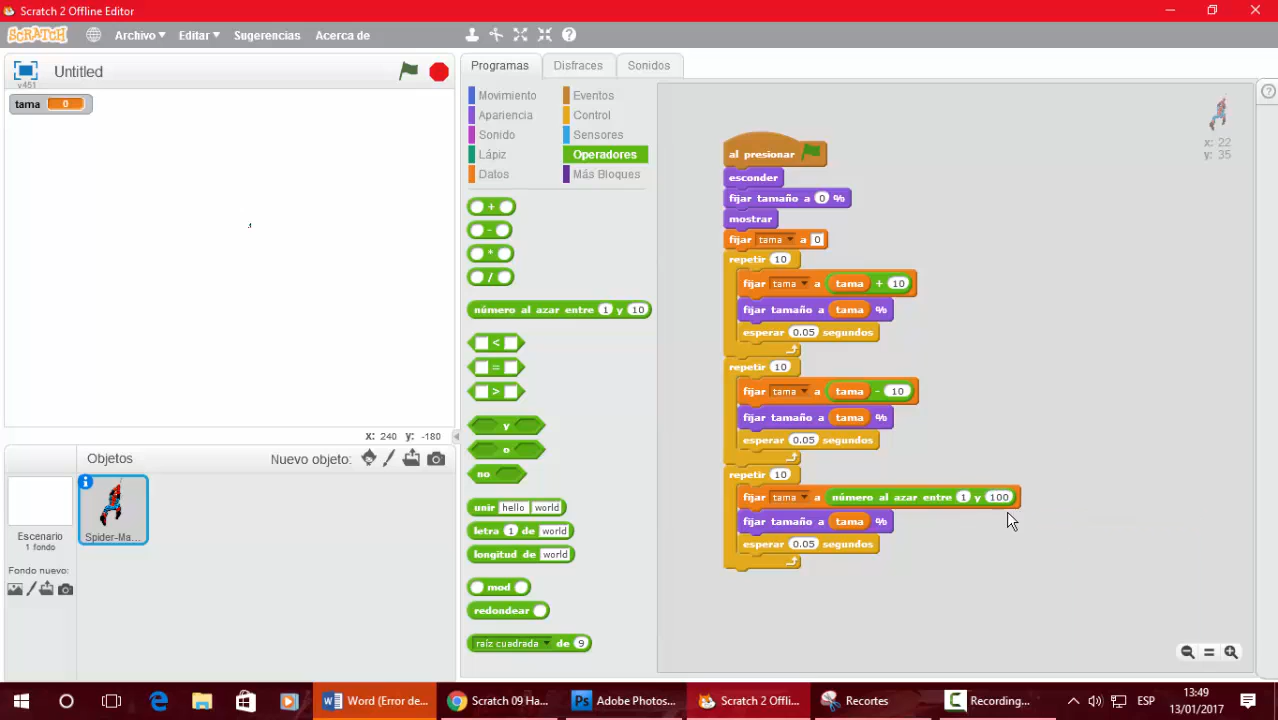 Scratch 2 Offline Editor
SCRATCH Archivo Editar Sugerencias Acerca de
Untitled
v451
tama 0
x: 240 y: -180
Objetos Nuevo objeto:
Escenario
1 fondo
Fondo nuevo:
Spider-Ma...
Programas Disfraces Sonidos
Movimiento Eventos
Apariencia Control
Sonido Sensores
Lápiz Operadores
Datos Más Bloques
+
-
*
/
número al azar entre 1 y 10
<
=
>
y
o
no
unir hello world
letra 1 de world
longitud de world
mod
redondear
raíz cuadrada de 9
al presionar
esconder
fijar tamaño a 0 %
mostrar
fijar tama a 0
repetir 10
fijar tama a tama + 10
fijar tamaño a tama %
esperar 0.05 segundos
repetir 10
fijar tama a tama - 10
fijar tamaño a tama %
esperar 0.05 segundos
repetir 10
fijar tama a número al azar entre 1 y 100
fijar tamaño a tama %
esperar 0.05 segundos
x: 22
y: 35
Word (Error de... Scratch 09 Ha... Adobe Photos... Scratch 2 Offli... Recortes Recording...
ESP
13:49
13/01/2017